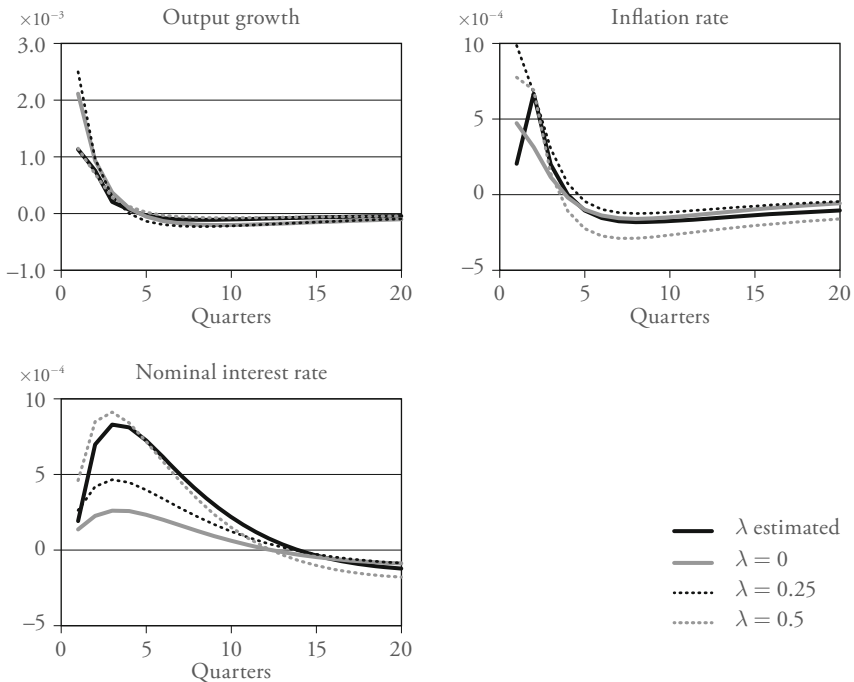 Output growth
×10⁻³
3.0
2.0
1.0
0.0
−1.0
0 5 10 15 20
Quarters
Inflation rate
×10⁻⁴
10
5
0
−5
0 5 10 15 20
Quarters
Nominal interest rate
×10⁻⁴
10
5
0
−5
0 5 10 15 20
Quarters
λ estimated
λ = 0
λ = 0.25
λ = 0.5